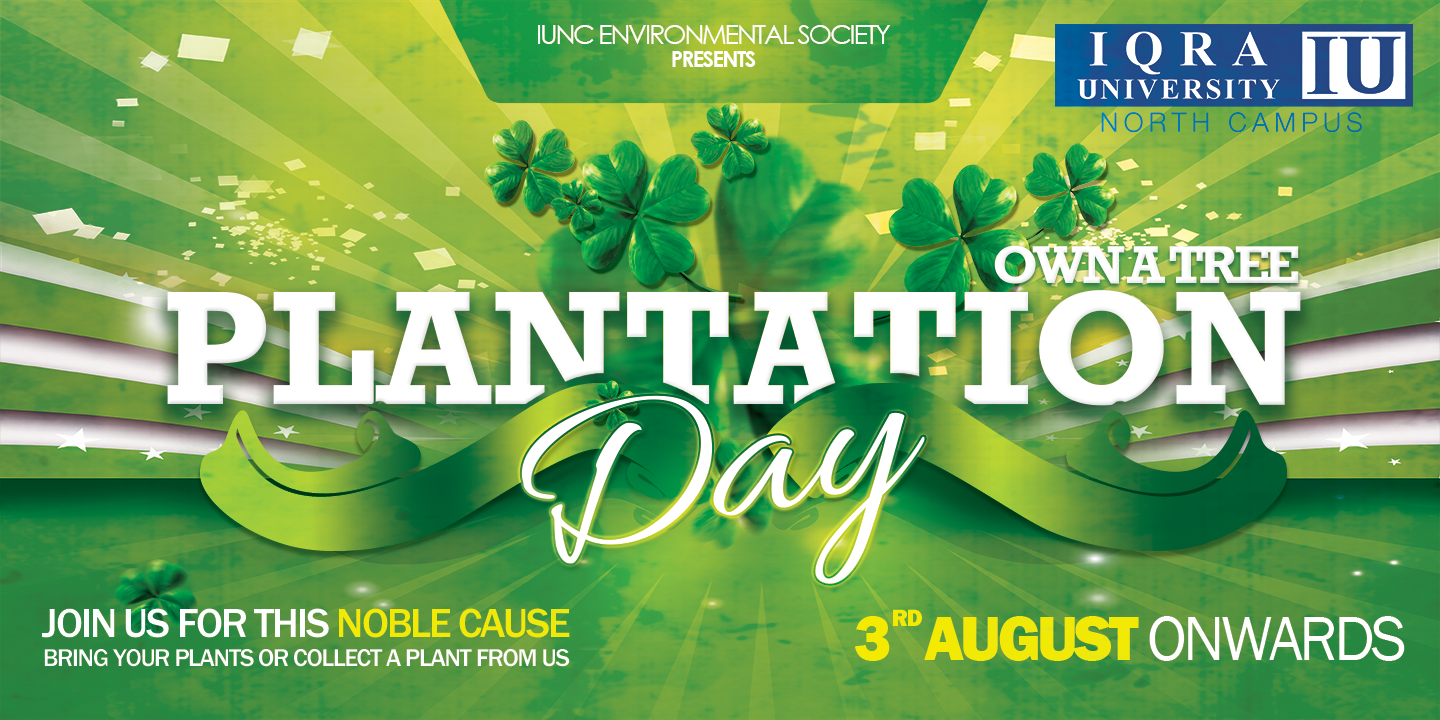 IUNC ENVIRONMENTAL SOCIETY
PRESENTS
IQRA
UNIVERSITY
IU
NORTH CAMPUS
OWN A TREE
PLANTATION
Day
JOIN US FOR THIS NOBLE CAUSE
BRING YOUR PLANTS OR COLLECT A PLANT FROM US
3RD AUGUST ONWARDS